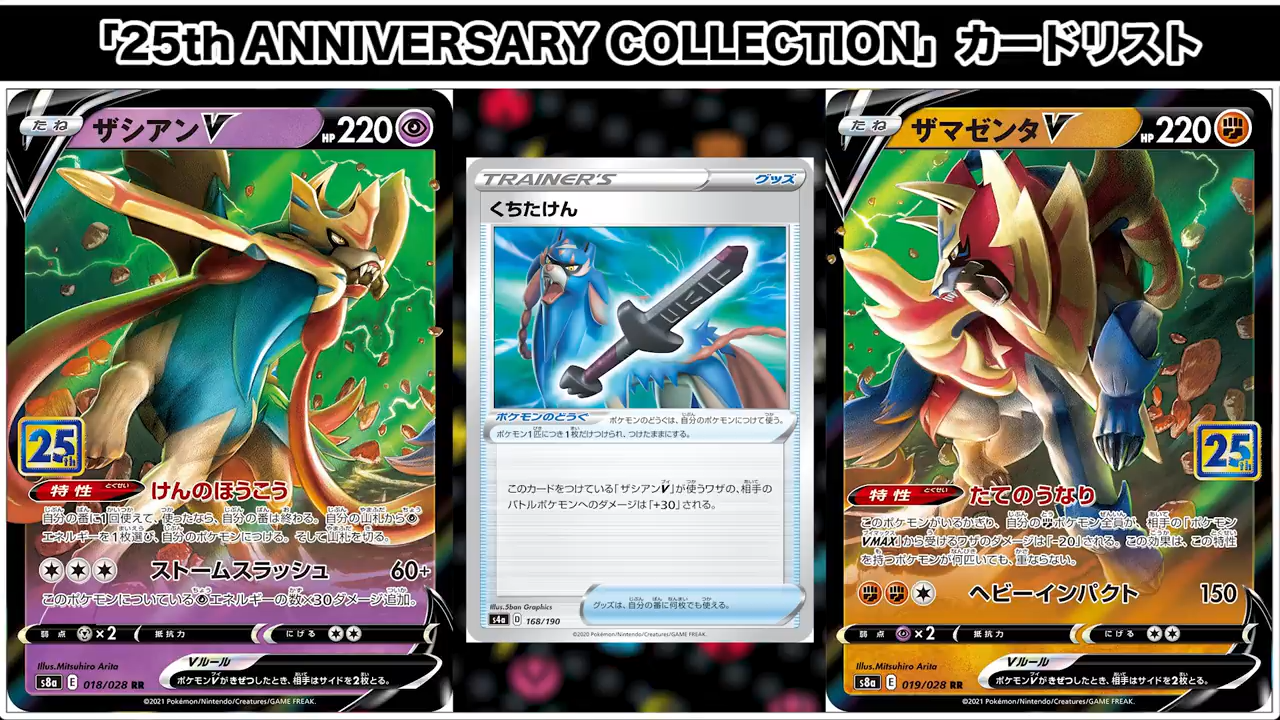 「25th ANNIVERSARY COLLECTION」カードリスト
たね
ザシアンV
HP 220
25th
特性
とくせい
けんのほうこう
自分の番に1回使えて、使ったなら、自分の番は終わる。自分の山札から
エネルギーを1枚選び、自分のポケモンにつける。そして山札を切る。
ストームスラッシュ 60+
このポケモンについているエネルギーの数×30ダメージ追加。
弱点 ×2 抵抗力 にげる
Illus.Mitsuhiro Arita
Vルール
ポケモンVがきぜつしたとき、相手はサイドを2枚とる。
s8a E 018/028 RR
©2021 Pokémon/Nintendo/Creatures/GAME FREAK.
TRAINER'S
グッズ
くちたけん
ポケモンのどうぐ
ポケモンのどうぐは、自分のポケモンにつけて使う。
ポケモン1匹につき1枚だけつけられ、つけたままにする。
このカードをつけている「ザシアンV」が使うワザの、相手の
バトルポケモンへのダメージは「+30」される。
Illus.5ban Graphics
グッズは、自分の番に何枚でも使える。
s4a D 168/190
©2020 Pokémon/Nintendo/Creatures/GAME FREAK.
たね
ザマゼンタV
HP 220
25th
特性
とくせい
たてのうなり
このポケモンがいるかぎり、自分のポケモン全員が、相手の「ポケモン
VMAX」から受けるワザのダメージは「-20」される。この効果は、この特性
を持つポケモンが何匹いても、重ならない。
ヘビーインパクト 150
弱点 ×2 抵抗力 にげる
Illus.Mitsuhiro Arita
Vルール
ポケモンVがきぜつしたとき、相手はサイドを2枚とる。
s8a E 019/028 RR
©2021 Pokémon/Nintendo/Creatures/GAME FREAK.